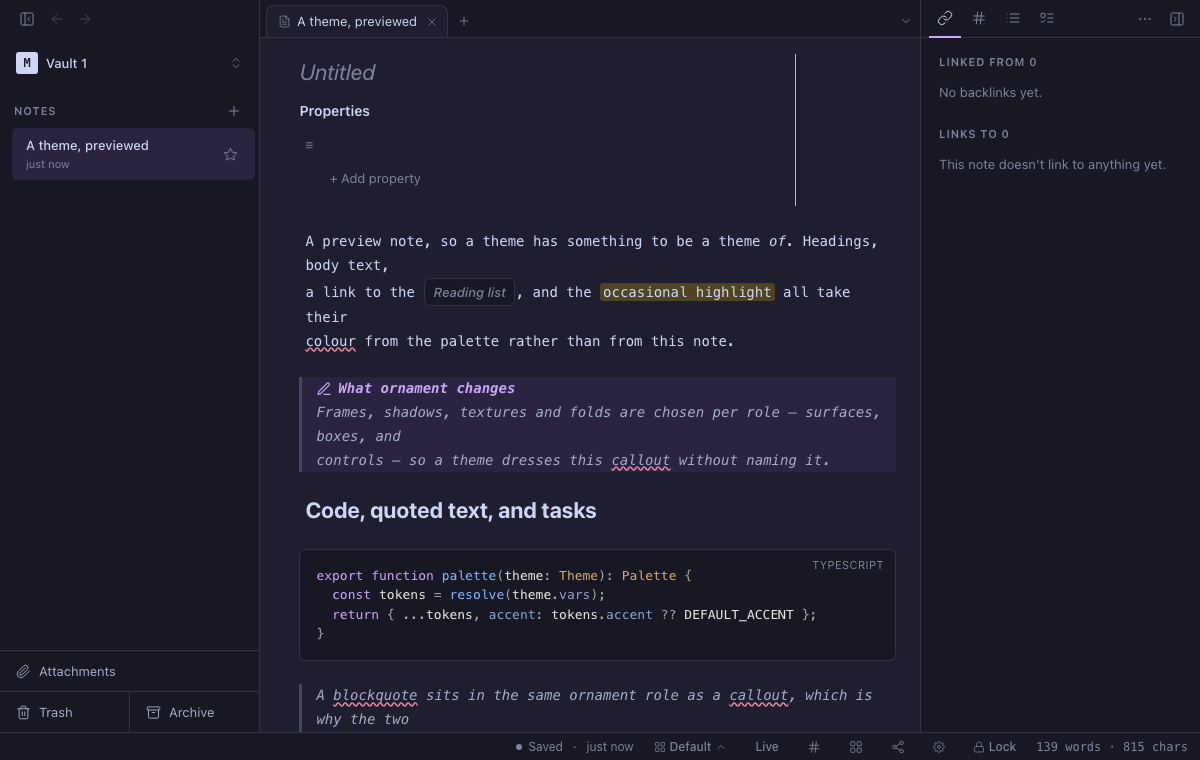 A theme, previewed
M Vault 1
NOTES
A theme, previewed
just now
Attachments
Trash
Archive
Untitled
Properties
+ Add property
A preview note, so a theme has something to be a theme of. Headings,
body text,
a link to the Reading list, and the occasional highlight all take
their
colour from the palette rather than from this note.
What ornament changes
Frames, shadows, textures and folds are chosen per role — surfaces,
boxes, and
controls — so a theme dresses this callout without naming it.
Code, quoted text, and tasks
TYPESCRIPT
export function palette(theme: Theme): Palette {
const tokens = resolve(theme.vars);
return { ...tokens, accent: tokens.accent ?? DEFAULT_ACCENT };
}
A blockquote sits in the same ornament role as a callout, which is
why the two
LINKED FROM 0
No backlinks yet.
LINKS TO 0
This note doesn't link to anything yet.
Saved · just now Default Live Lock 139 words · 815 chars